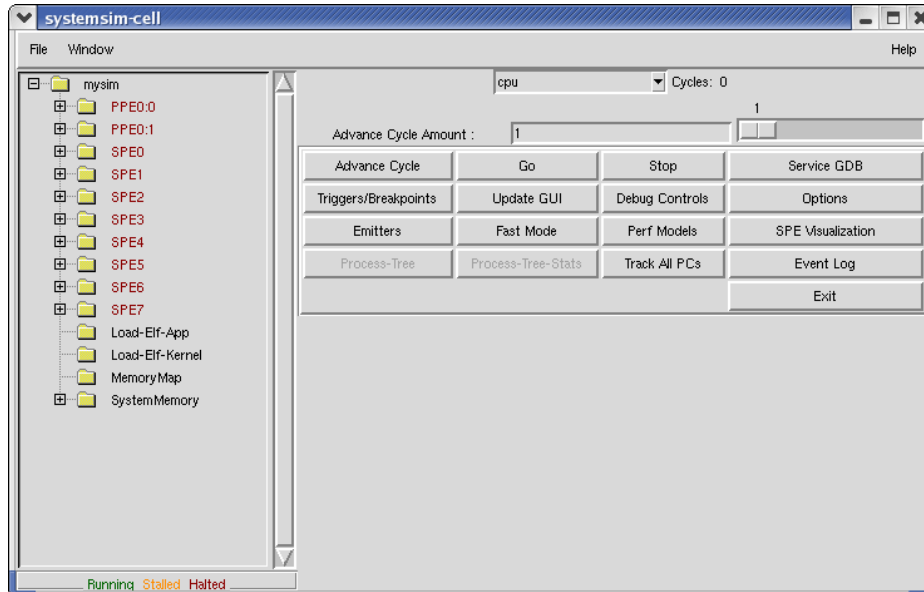 systemsim-cell
File Window Help
mysim
PPE0:0
PPE0:1
SPE0
SPE1
SPE2
SPE3
SPE4
SPE5
SPE6
SPE7
Load-Elf-App
Load-Elf-Kernel
MemoryMap
SystemMemory
Running Stalled Halted
cpu Cycles: 0
1
Advance Cycle Amount : 1
Advance Cycle Go Stop Service GDB
Triggers/Breakpoints Update GUI Debug Controls Options
Emitters Fast Mode Perf Models SPE Visualization
Process-Tree Process-Tree-Stats Track All PCs Event Log
Exit